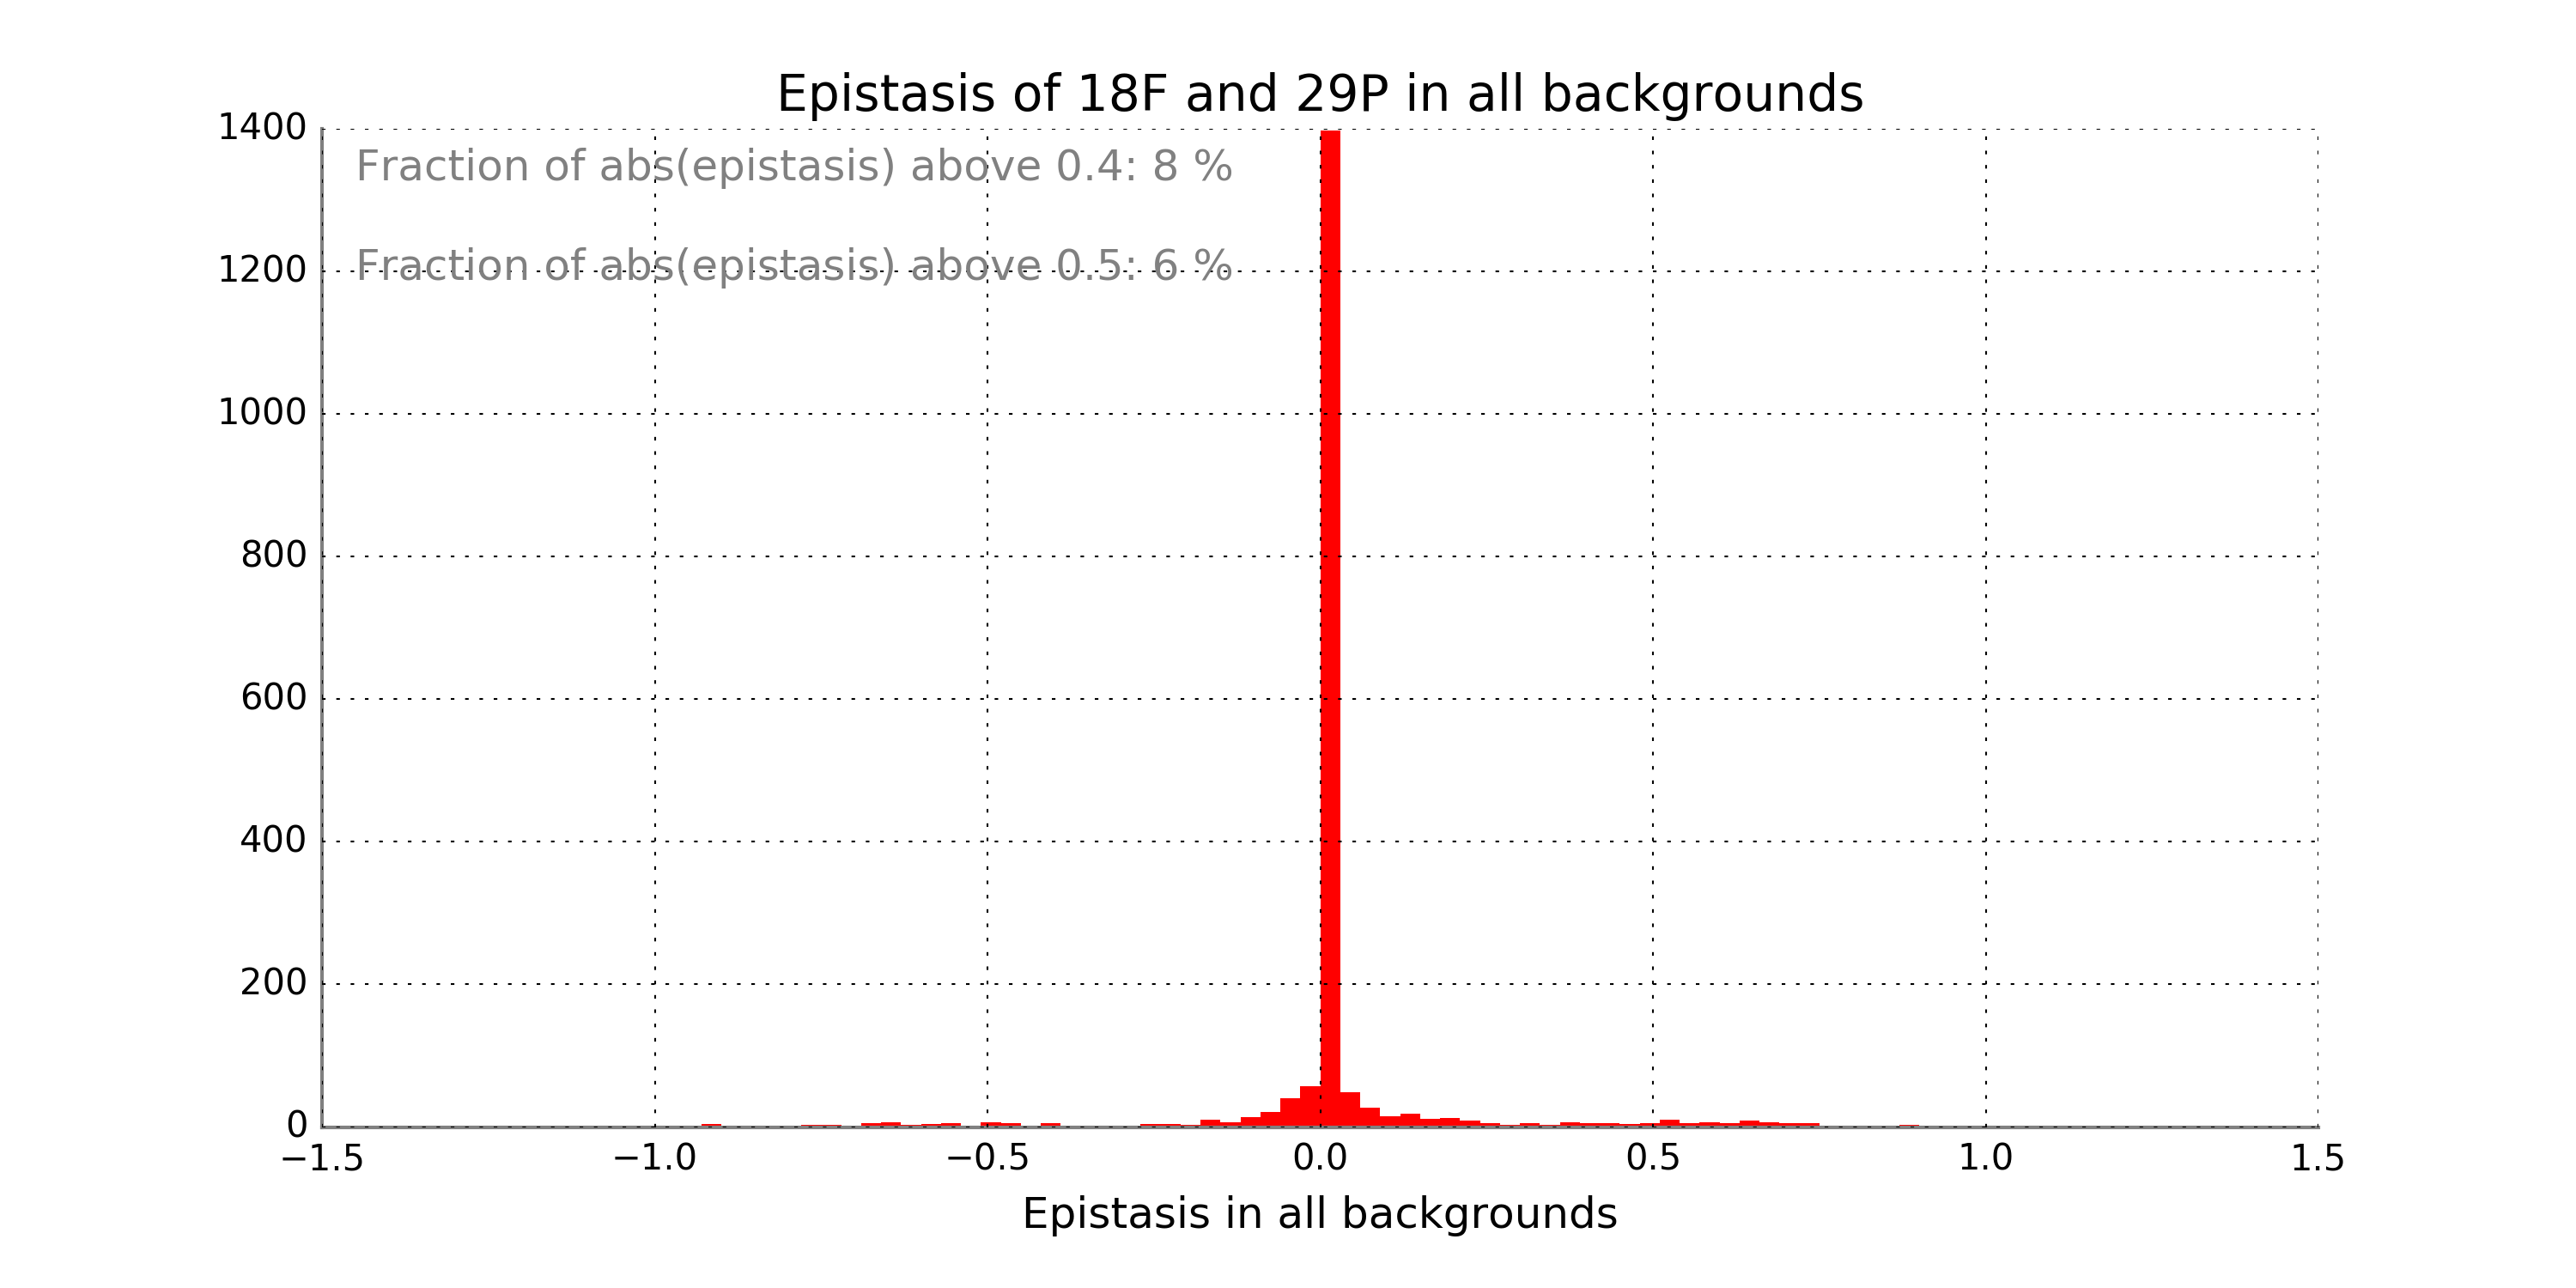 Epistasis of 18F and 29P in all backgrounds
1400
Fraction of abs(epistasis) above 0.4: 8 %
1200
Fraction of abs(epistasis) above 0.5: 6 %
1000
800
600
400
200
0
−1.5 −1.0 −0.5 0.0 0.5 1.0 1.5
Epistasis in all backgrounds